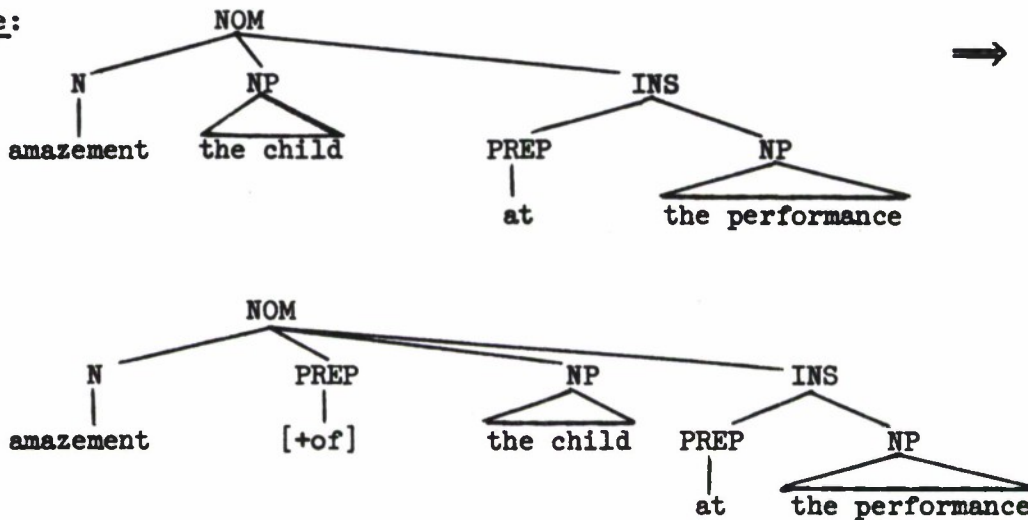 e:
NOM
⟹
N NP INS
amazement the child PREP NP
at the performance
NOM
N PREP NP INS
amazement [+of] the child PREP NP
at the performance